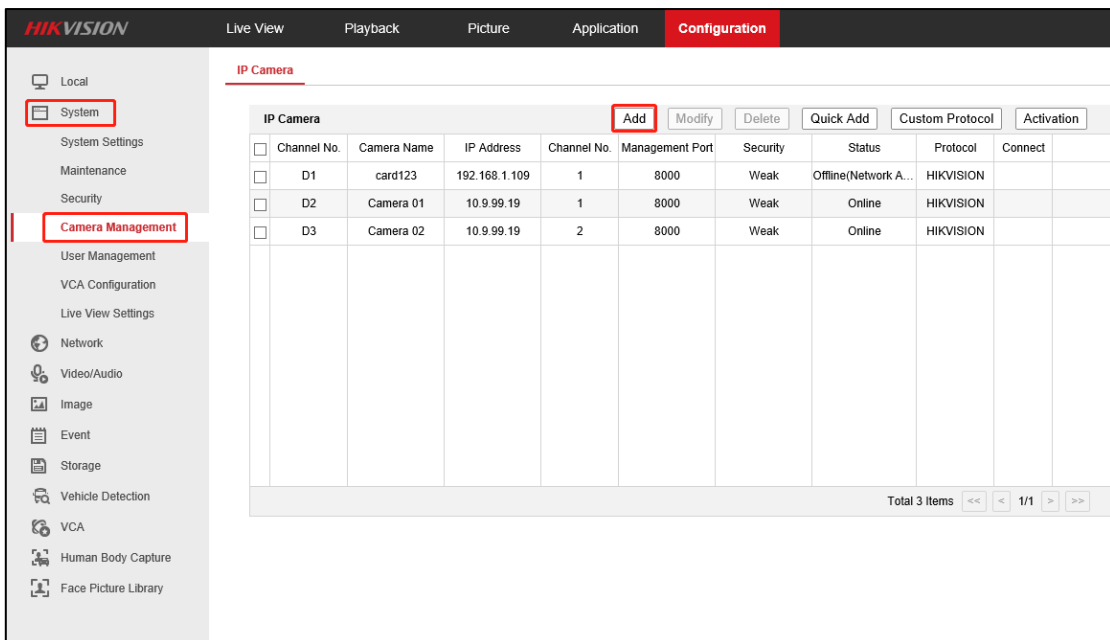 HIKVISION Live View Playback Picture Application Configuration
Local
System
System Settings
Maintenance
Security
Camera Management
User Management
VCA Configuration
Live View Settings
Network
Video/Audio
Image
Event
Storage
Vehicle Detection
VCA
Human Body Capture
Face Picture Library
IP Camera
IP Camera Add Modify Delete Quick Add Custom Protocol Activation
Channel No. Camera Name IP Address Channel No. Management Port Security Status Protocol Connect
D1 card123 192.168.1.109 1 8000 Weak Offline(Network A... HIKVISION
D2 Camera 01 10.9.99.19 1 8000 Weak Online HIKVISION
D3 Camera 02 10.9.99.19 2 8000 Weak Online HIKVISION
Total 3 Items << < 1/1 > >>